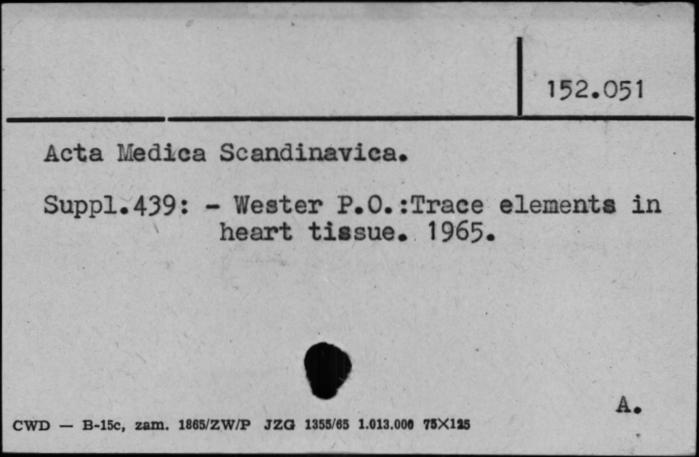 152.051
Acta Medica Scandinavica.
Suppl.439: - Wester P.O.:Trace elements in
heart tissue. 1965.
A.
CWD — B-15c, zam. 1865/ZW/P JZG 1355/65 1.013.000 75X125